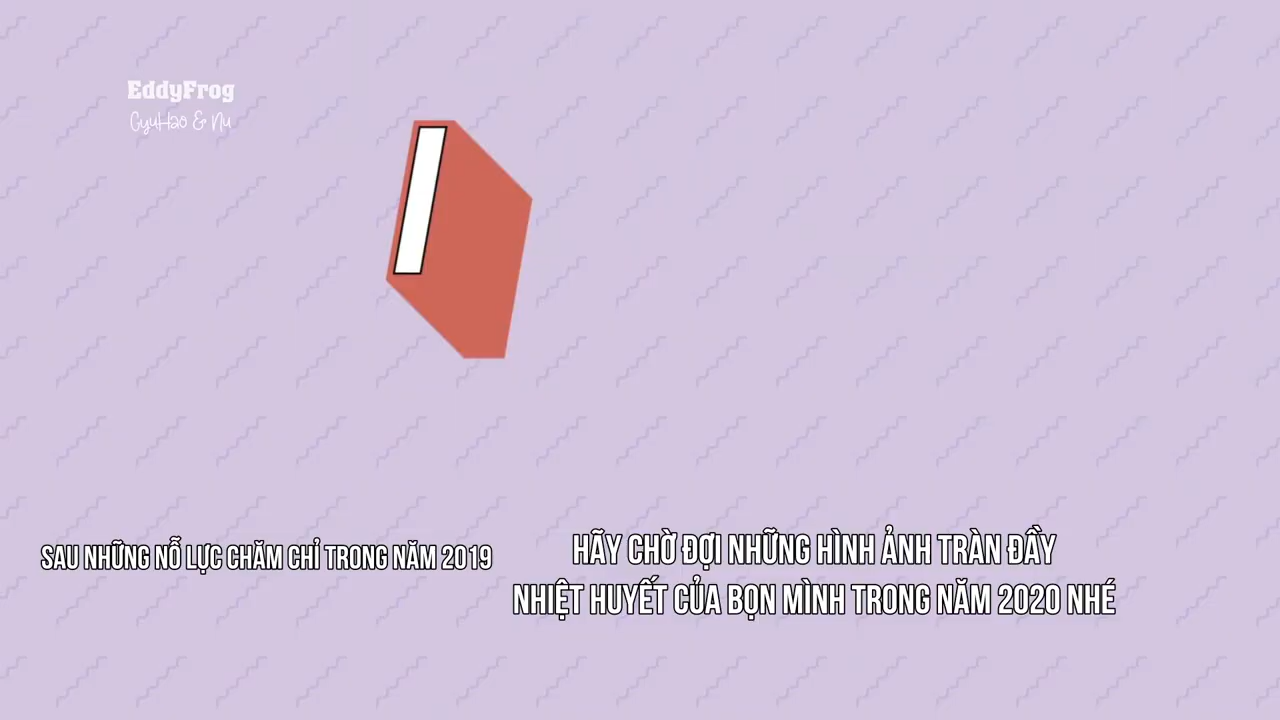 EddyFrog
GyuHao & Nu
SAU NHỮNG NỖ LỰC CHĂM CHỈ TRONG NĂM 2019
HÃY CHỜ ĐỢI NHỮNG HÌNH ẢNH TRÀN ĐẦY
NHIỆT HUYẾT CỦA BỌN MÌNH TRONG NĂM 2020 NHÉ